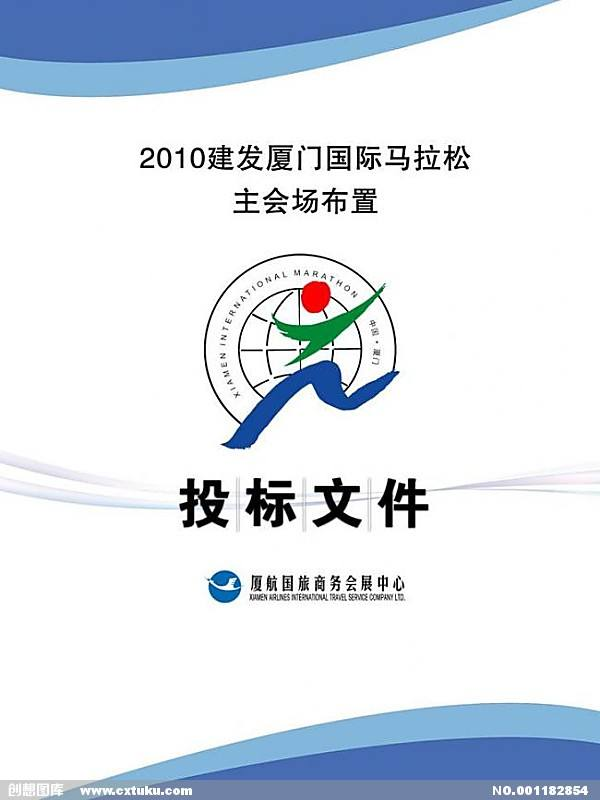 2010建发厦门国际马拉松
主会场布置
XIAMEN INTERNATIONAL MARATHON
中国·厦门
投标文件
厦航国旅商务会展中心
XIAMEN AIRLINES INTERNATIONAL TRAVEL SERVICE COMPANY LTD.
创想图库 www.cxtuku.com NO.001182854